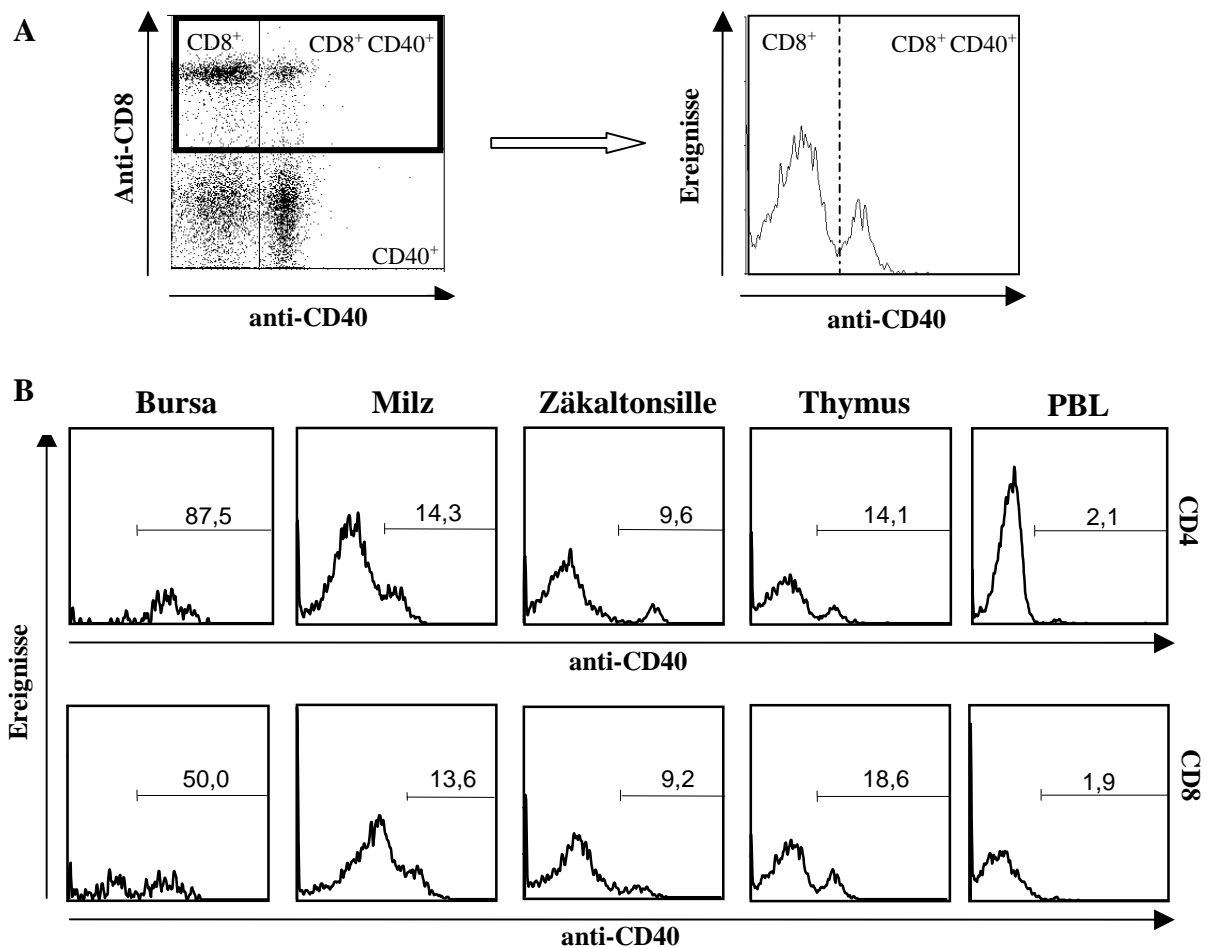 A
CD8⁺ CD8⁺ CD40⁺
CD40⁺
Anti-CD8
anti-CD40
CD8⁺ CD8⁺ CD40⁺
Ereignisse
anti-CD40
B
Bursa Milz Zäkaltonsille Thymus PBL
87,5 14,3 9,6 14,1 2,1
CD4
anti-CD40
Ereignisse
50,0 13,6 9,2 18,6 1,9
CD8
anti-CD40